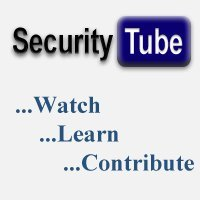 Security Tube
...Watch
...Learn
...Contribute